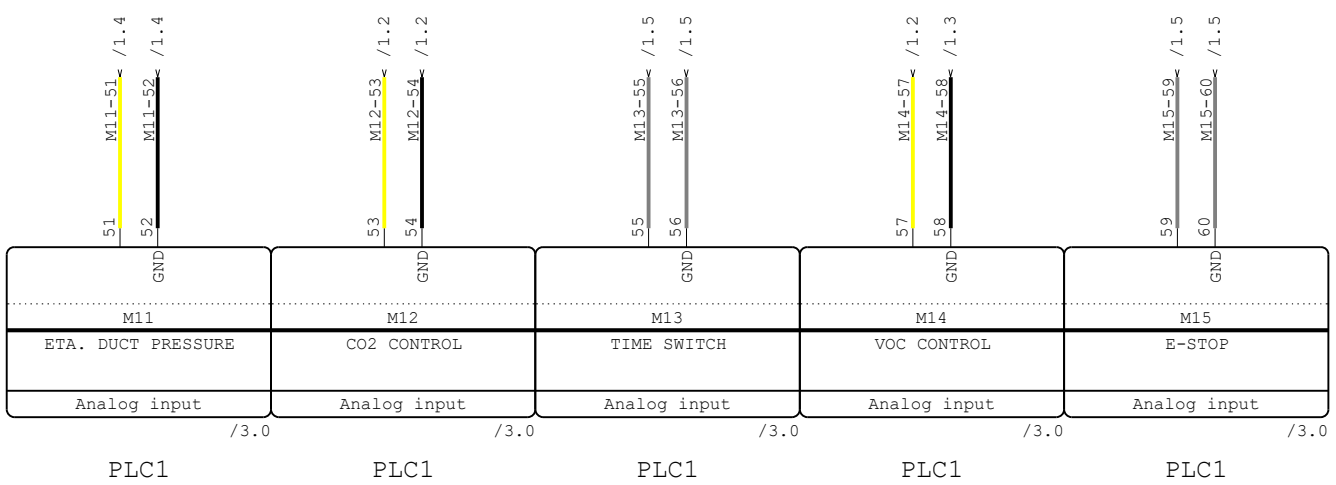 /1.4 /1.4 /1.2 /1.2 /1.5 /1.5 /1.2 /1.3 /1.5 /1.5
M11-51 M11-52 M12-53 M12-54 M13-55 M13-56 M14-57 M14-58 M15-59 M15-60
51 52 53 54 55 56 57 58 59 60
GND GND GND GND GND
M11 M12 M13 M14 M15
ETA. DUCT PRESSURE CO2 CONTROL TIME SWITCH VOC CONTROL E-STOP
Analog input Analog input Analog input Analog input Analog input
/3.0 /3.0 /3.0 /3.0 /3.0
PLC1 PLC1 PLC1 PLC1 PLC1